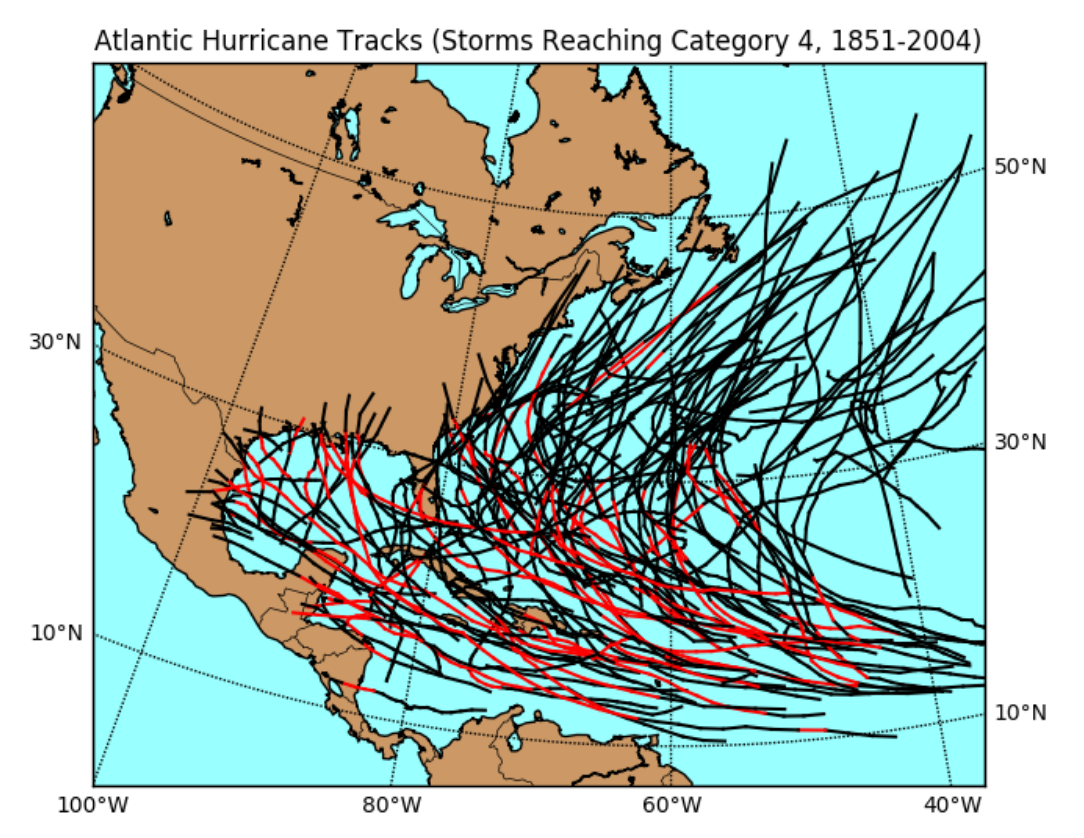 Atlantic Hurricane Tracks (Storms Reaching Category 4, 1851-2004)
50°N
30°N
30°N
10°N
10°N
100°W
80°W
60°W
40°W